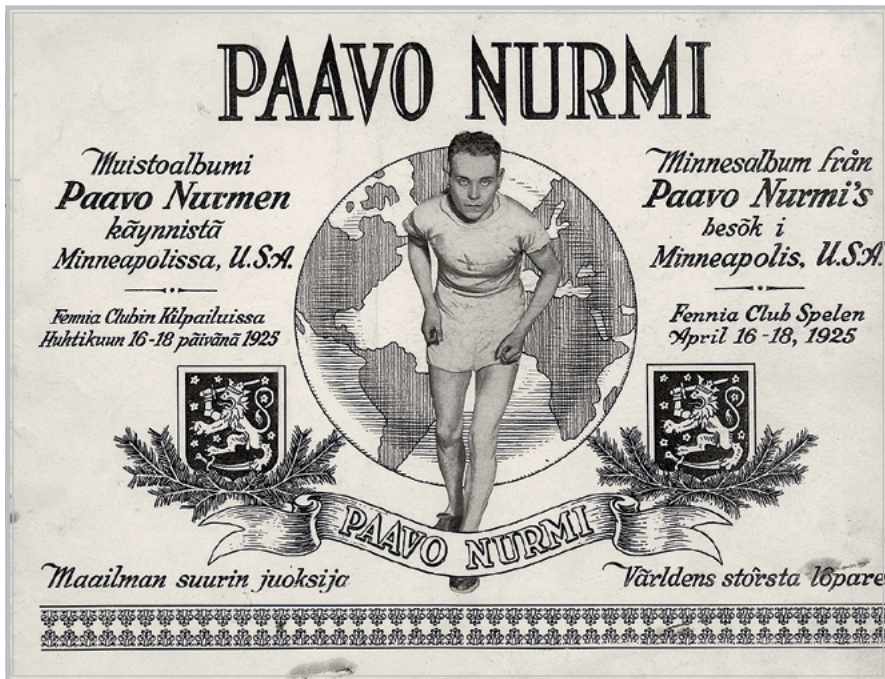 PAAVO NURMI
Muistoalbumi
Paavo Nurmen
käynnistä
Minneapolissa, U.S.A.
Fennia Clubin Kilpailuissa
Huhtikuun 16-18 päivänä 1925
Minnesalbum från
Paavo Nurmi's
besök i
Minneapolis, U.S.A.
Fennia Club Spelen
April 16-18, 1925
PAAVO NURMI
Maailman suurin juoksija
Världens största löpare